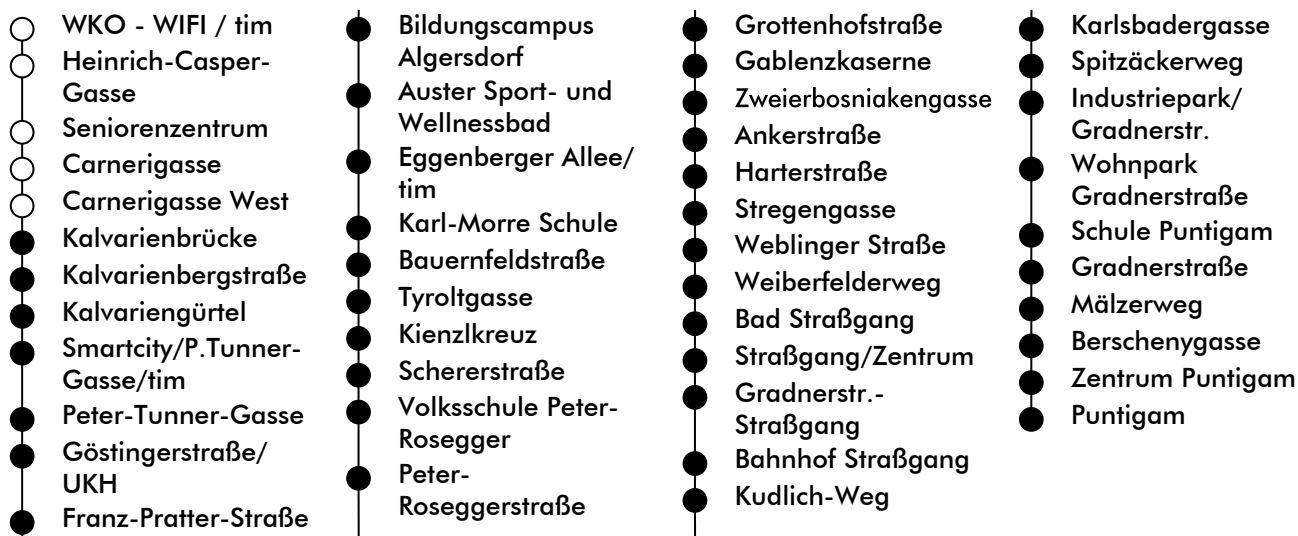 WKO - WIFI / tim
Heinrich-Casper-
Gasse
Seniorenzentrum
Carnerigasse
Carnerigasse West
Kalvarienbrücke
Kalvarienbergstraße
Kalvariengürtel
Smartcity/P.Tunner-
Gasse/tim
Peter-Tunner-Gasse
Göstingerstraße/
UKH
Franz-Pratter-Straße
Bildungscampus
Algersdorf
Auster Sport- und
Wellnessbad
Eggenberger Allee/
tim
Karl-Morre Schule
Bauernfeldstraße
Tyroltgasse
Kienzlkreuz
Schererstraße
Volksschule Peter-
Rosegger
Peter-
Roseggerstraße
Grottenhofstraße
Gablenzkaserne
Zweierbosniakengasse
Ankerstraße
Harterstraße
Stregengasse
Weblinger Straße
Weiberfelderweg
Bad Straßgang
Straßgang/Zentrum
Gradnerstr.-
Straßgang
Bahnhof Straßgang
Kudlich-Weg
Karlsbadergasse
Spitzäckerweg
Industriepark/
Gradnerstr.
Wohnpark
Gradnerstraße
Schule Puntigam
Gradnerstraße
Mälzerweg
Berschenygasse
Zentrum Puntigam
Puntigam